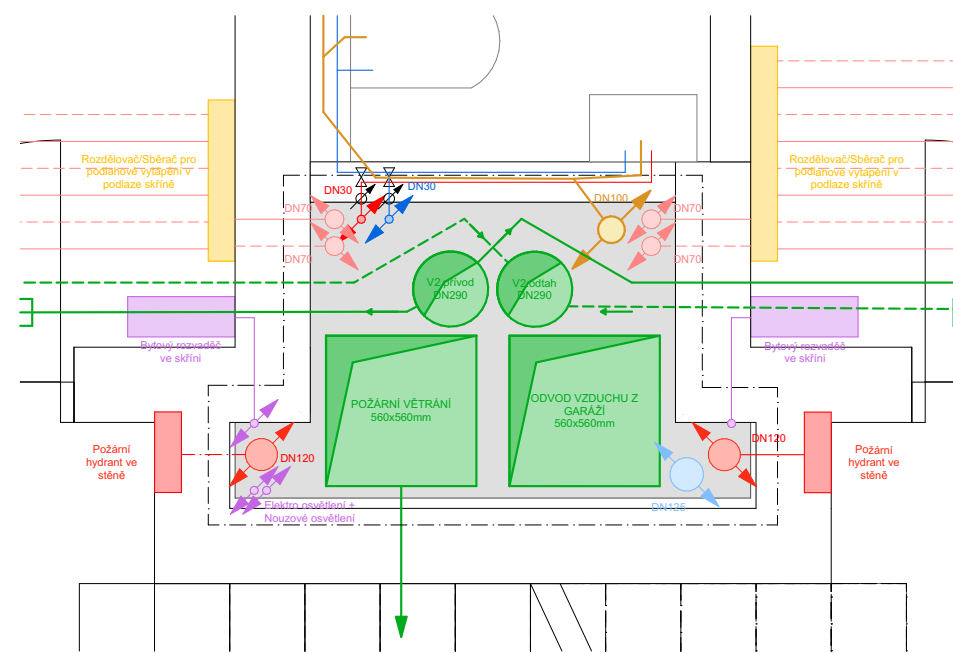 Rozdělovač/Sběrač pro
podlahové vytápění v
podlaze skříně
Rozdělovač/Sběrač pro
podlahové vytápění v
podlaze skříně
DN30
DN30
DN100
DN70
DN70
DN70
DN70
V2 přívod
DN290
V2 odtah
DN290
Bytový rozvaděč
ve skříni
Bytový rozvaděč
ve skříni
POŽÁRNÍ VĚTRÁNÍ
560x560mm
ODVOD VZDUCHU Z
GARÁŽÍ
560x560mm
Požární
hydrant ve
stěně
DN120
DN120
Požární
hydrant ve
stěně
Elektro osvětlení +
Nouzové osvětlení
DN125